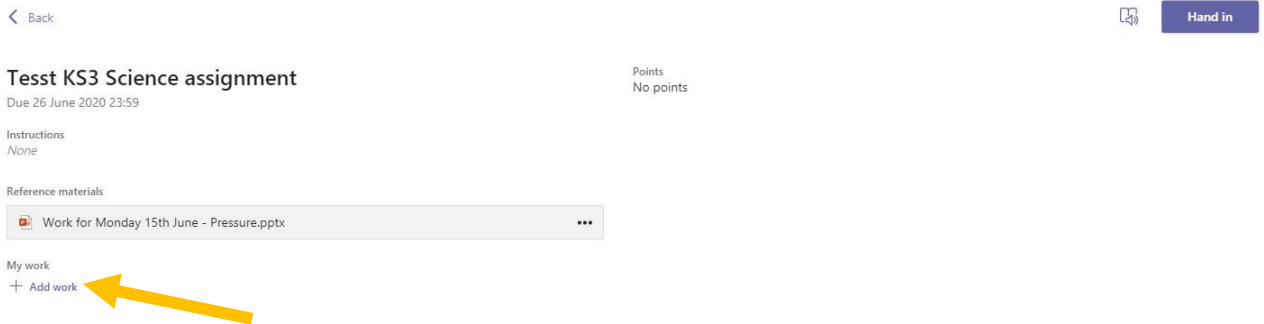 Back
Hand in
Tesst KS3 Science assignment
Due 26 June 2020 23:59
Points
No points
Instructions
None
Reference materials
Work for Monday 15th June - Pressure.pptx
My work
+ Add work